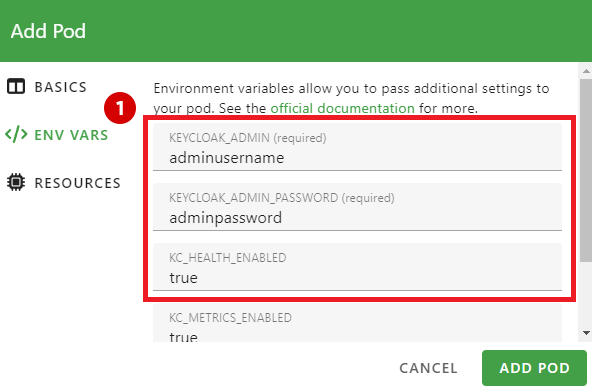 Add Pod
BASICS
ENV VARS
RESOURCES
1
Environment variables allow you to pass additional settings to
your pod. See the official documentation for more.
KEYCLOAK_ADMIN (required)
adminusername
KEYCLOAK_ADMIN_PASSWORD (required)
adminpassword
KC_HEALTH_ENABLED
true
KC_METRICS_ENABLED
true
CANCEL
ADD POD